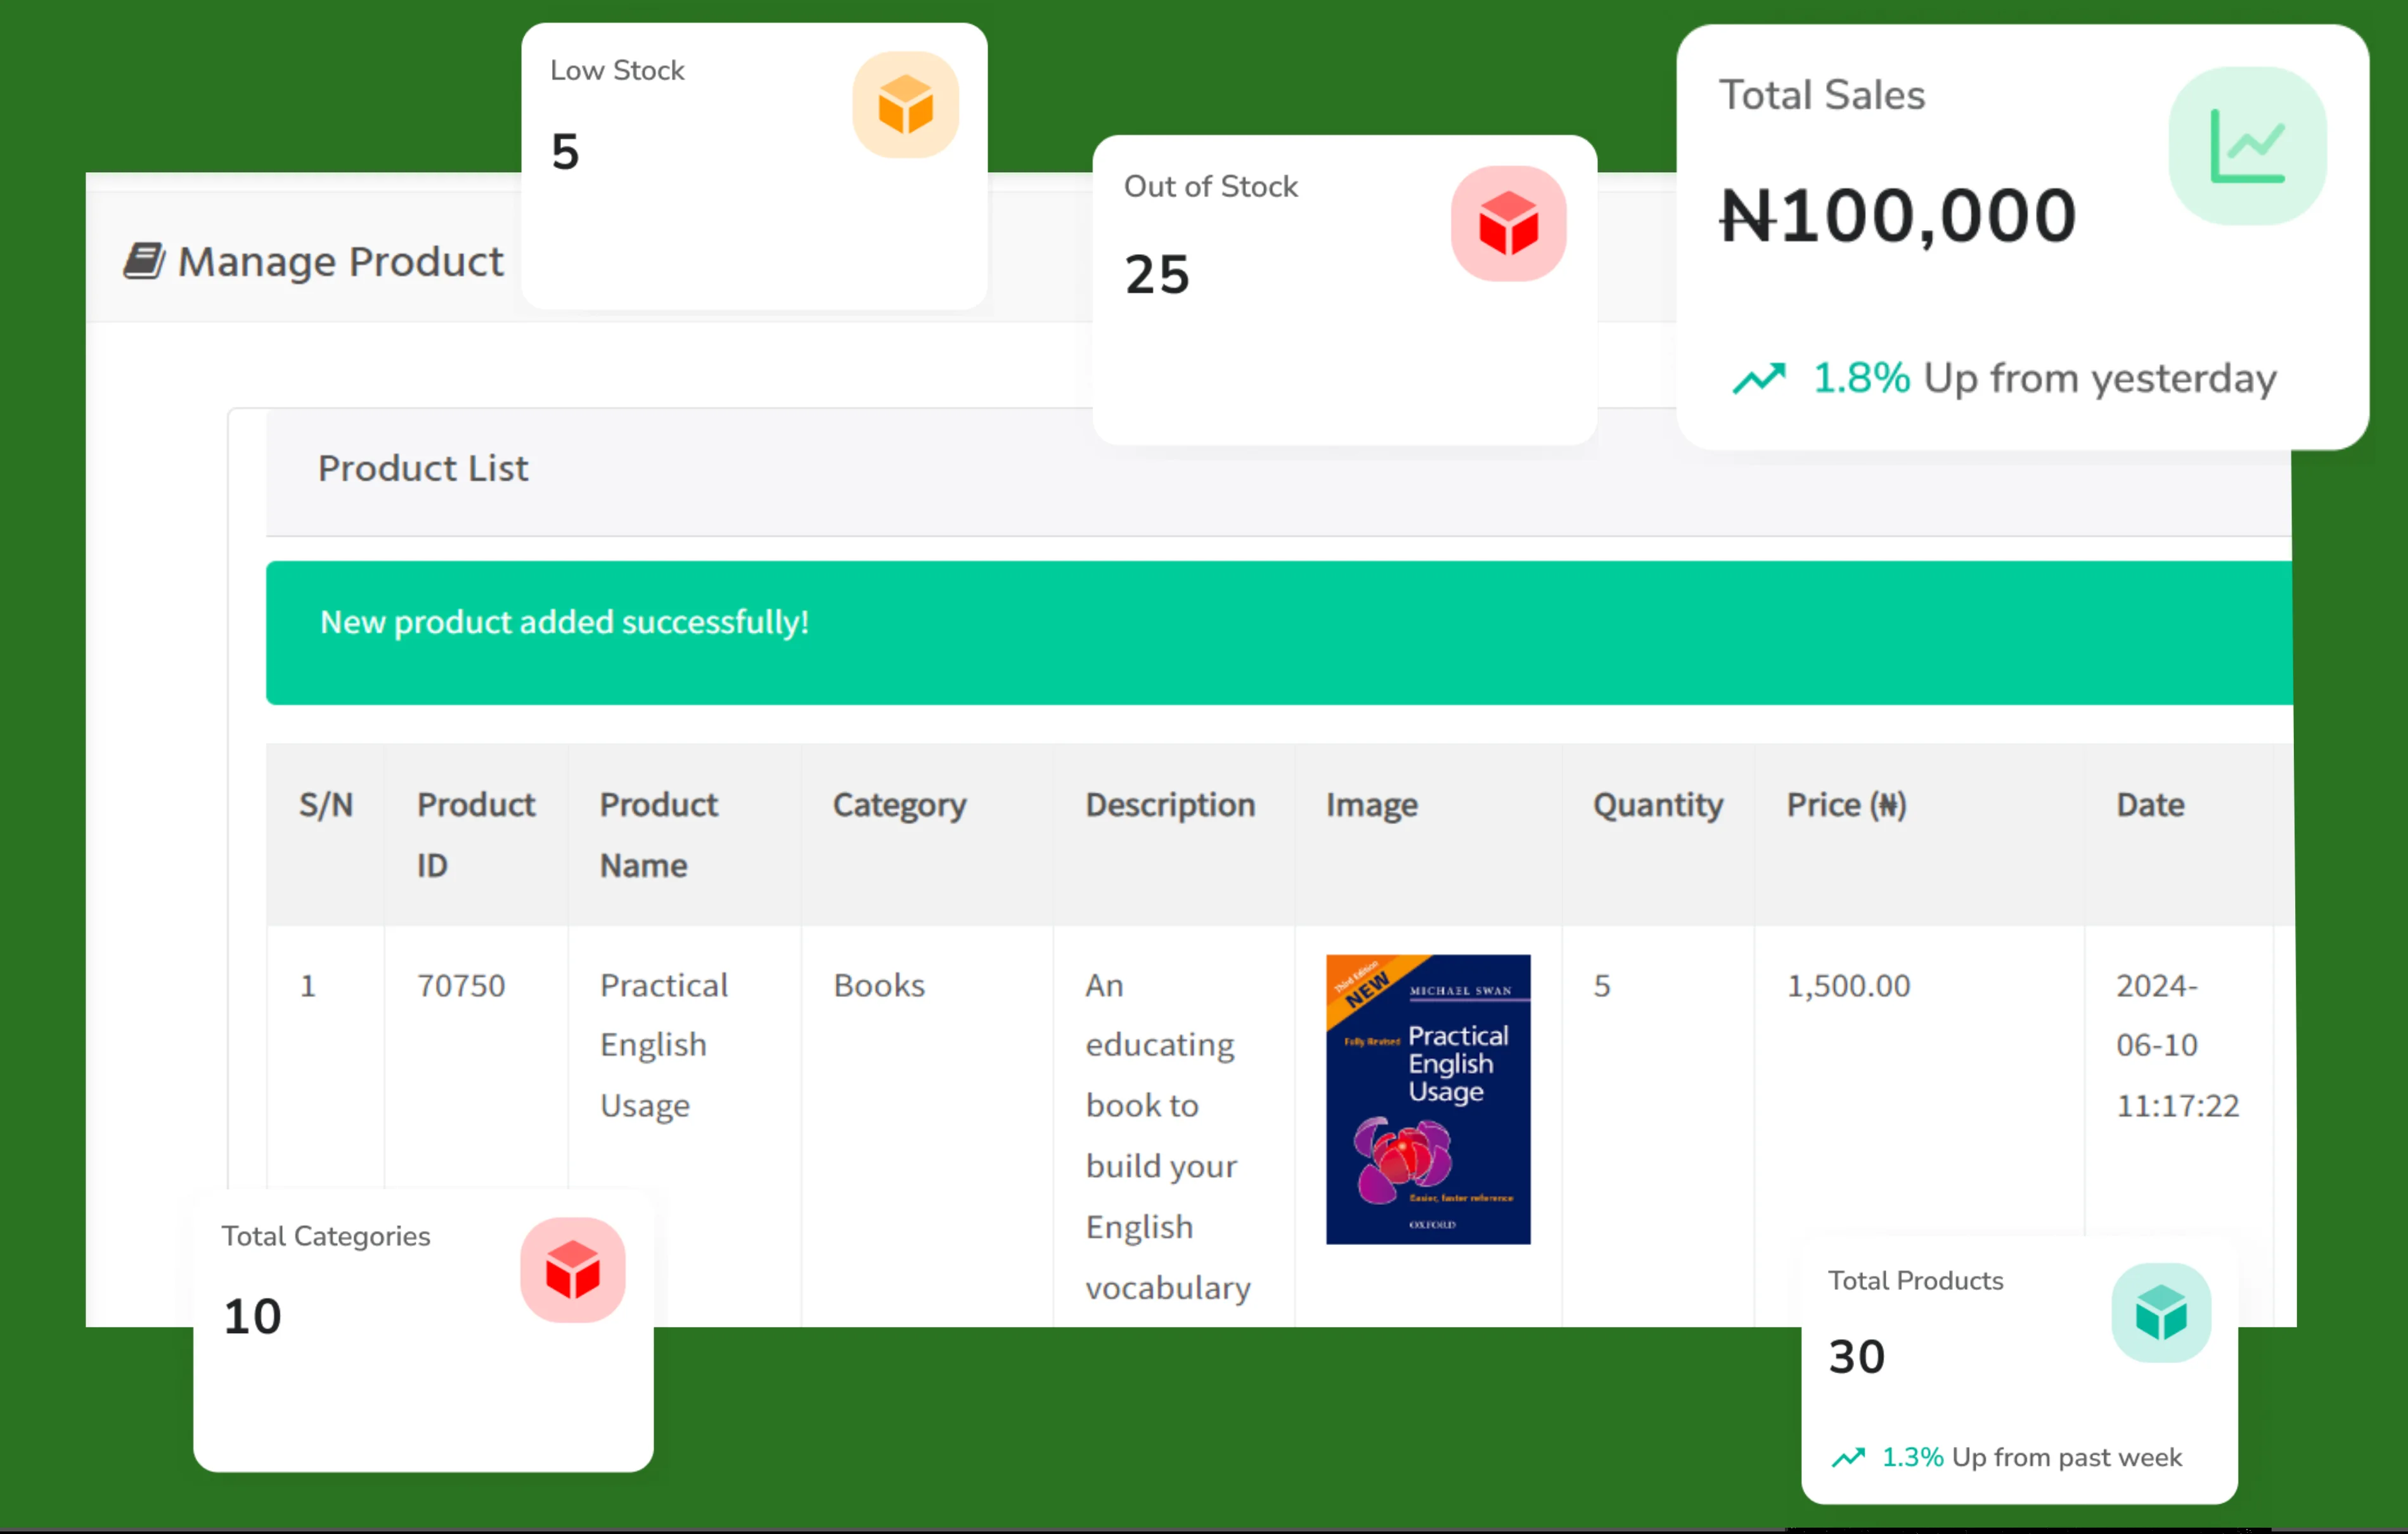 Low Stock
5
Out of Stock
25
Total Sales
₦100,000
1.8% Up from yesterday
Manage Product
Product List
New product added successfully!
S/N
Product
ID
Product
Name
Category
Description
Image
Quantity
Price (₦)
Date
1
70750
Practical
English
Usage
Books
An
educating
book to
build your
English
vocabulary
Third Edition
NEW
MICHAEL SWAN
Fully Revised
Practical
English
Usage
Easier, faster reference
OXFORD
5
1,500.00
2024-
06-10
11:17:22
Total Categories
10
Total Products
30
1.3% Up from past week